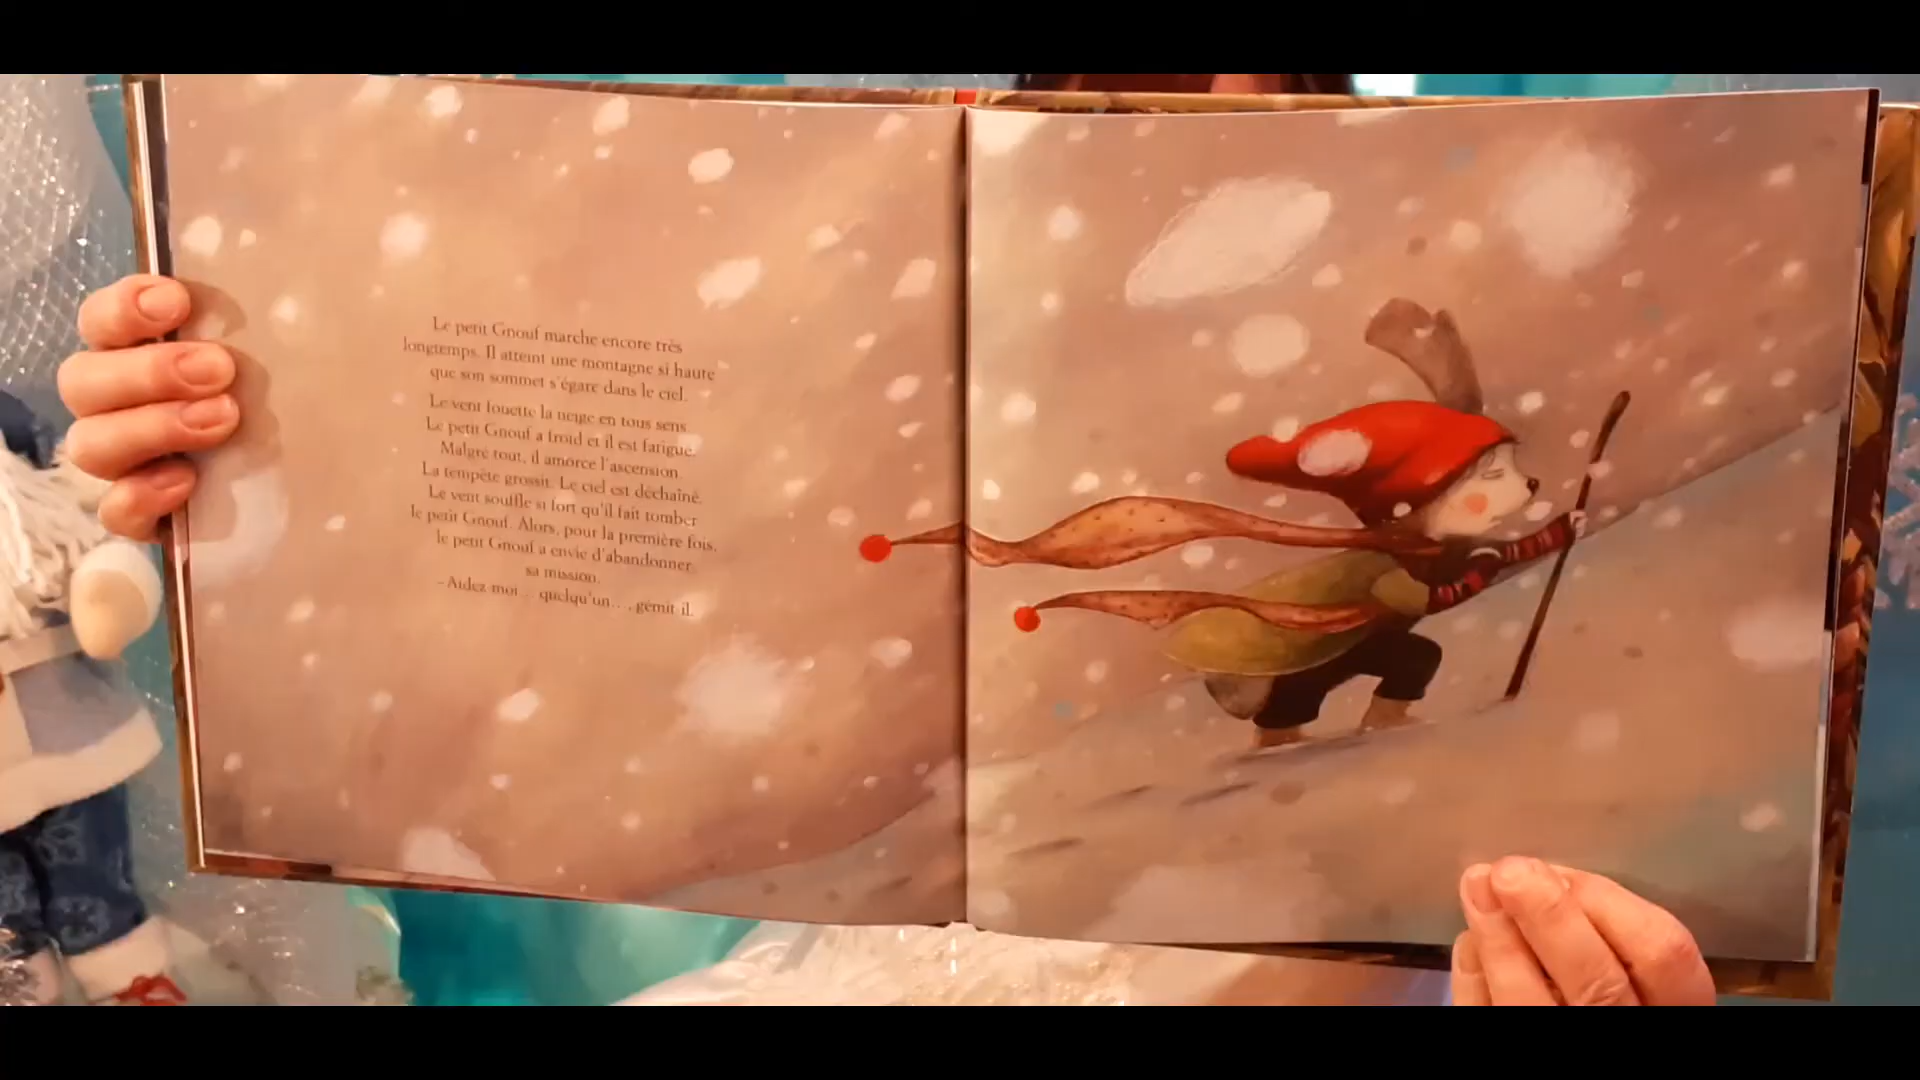 Le petit Gnouf marche encore très
longtemps. Il atteint une montagne si haute
que son sommet s'égare dans le ciel.
Le vent fouette la neige en tous sens.
Le petit Gnouf a froid et il est fatigué.
Malgré tout, il amorce l'ascension.
La tempête grossit. Le ciel est déchaîné.
Le vent souffle si fort qu'il fait tomber
le petit Gnouf. Alors, pour la première fois,
le petit Gnouf a envie d'abandonner
sa mission.
– Aidez-moi... quelqu'un..., gémit-il.